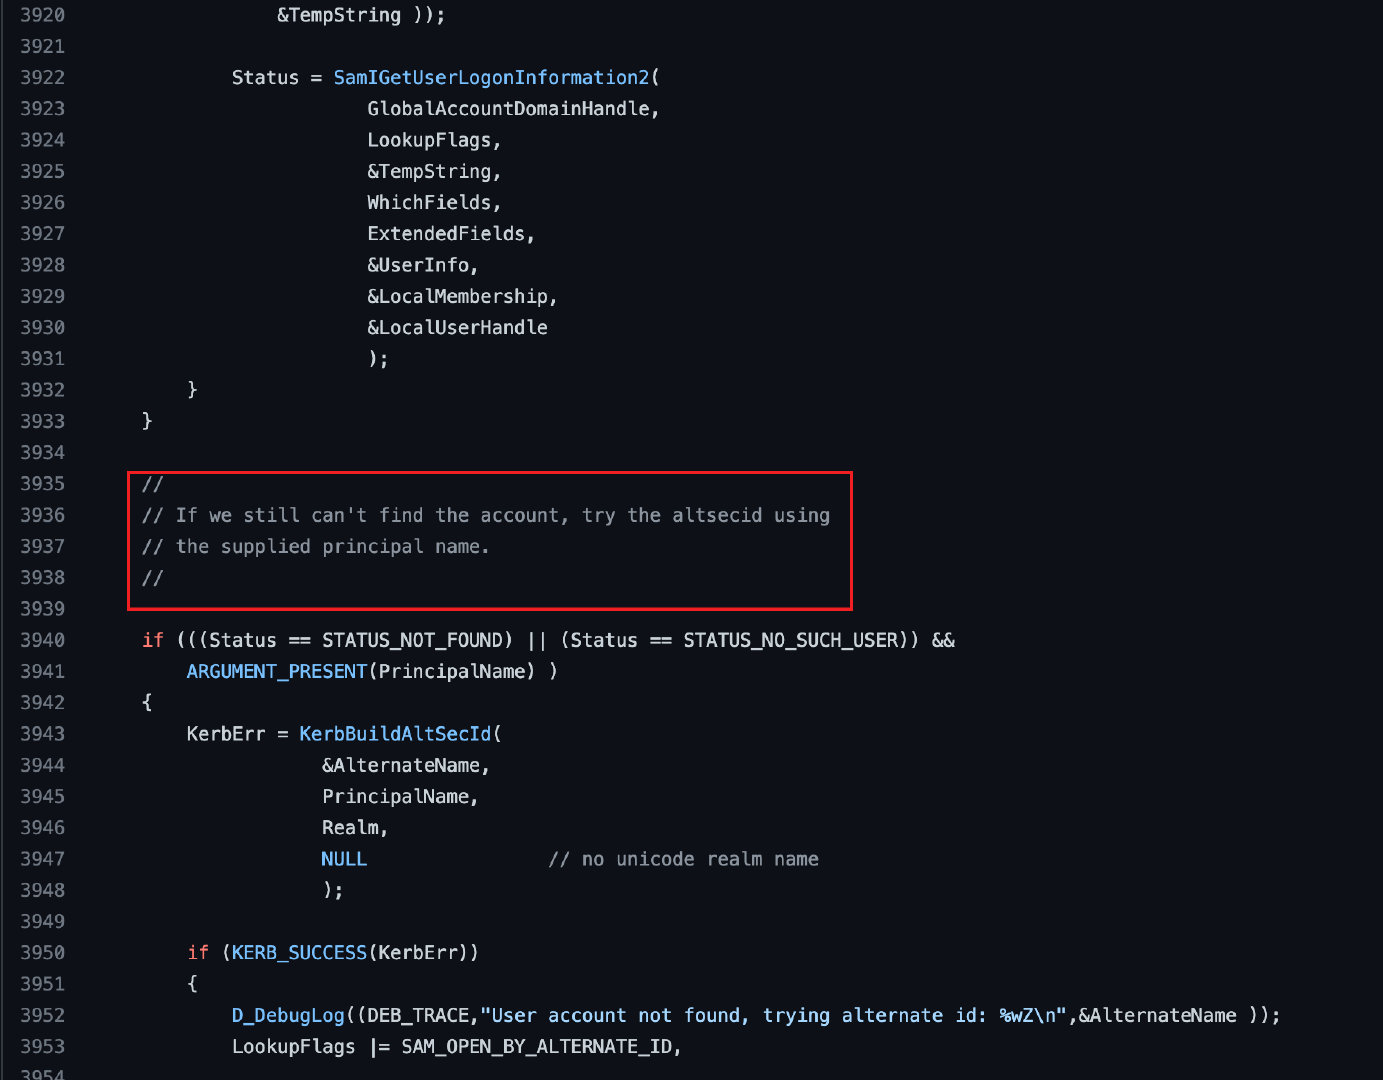 3920 &TempString ));
3921
3922 Status = SamIGetUserLogonInformation2(
3923 GlobalAccountDomainHandle,
3924 LookupFlags,
3925 &TempString,
3926 WhichFields,
3927 ExtendedFields,
3928 &UserInfo,
3929 &LocalMembership,
3930 &LocalUserHandle
3931 );
3932 }
3933 }
3934
3935 //
3936 // If we still can't find the account, try the altsecid using
3937 // the supplied principal name.
3938 //
3939
3940 if (((Status == STATUS_NOT_FOUND) || (Status == STATUS_NO_SUCH_USER)) &&
3941 ARGUMENT_PRESENT(PrincipalName) )
3942 {
3943 KerbErr = KerbBuildAltSecId(
3944 &AlternateName,
3945 PrincipalName,
3946 Realm,
3947 NULL // no unicode realm name
3948 );
3949
3950 if (KERB_SUCCESS(KerbErr))
3951 {
3952 D_DebugLog((DEB_TRACE,"User account not found, trying alternate id: %wZ\n",&AlternateName ));
3953 LookupFlags |= SAM_OPEN_BY_ALTERNATE_ID,
3954